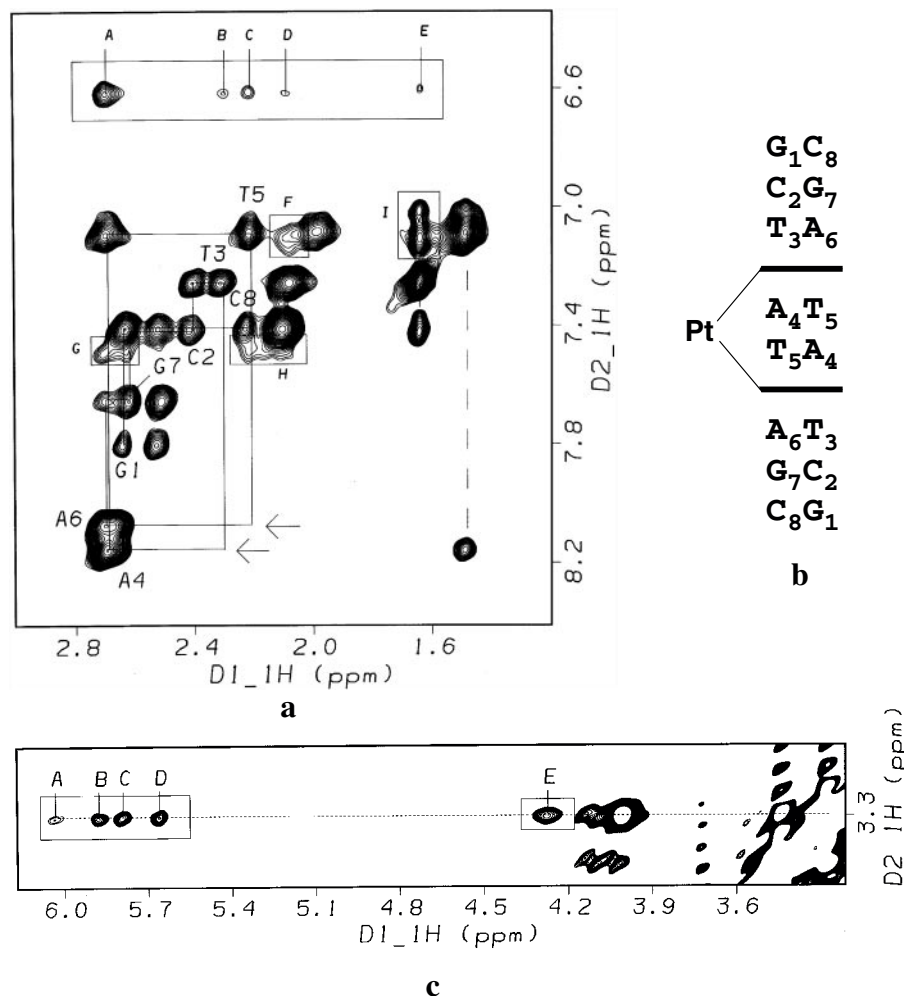 A B C D E
6.6
T5 F I
7.0
T3
C8
7.4
G C2 H
G7
G1
7.8
A6
A4
8.2
D2_1H (ppm)
2.8 2.4 2.0 1.6
D1_1H (ppm)
a
G1C8
C2G7
T3A6
Pt
A4T5
T5A4
A6T3
G7C2
C8G1
b
A B C D E
3.3
D2 1H (ppm)
6.0 5.7 5.4 5.1 4.8 4.5 4.2 3.9 3.6
D1_1H (ppm)
c